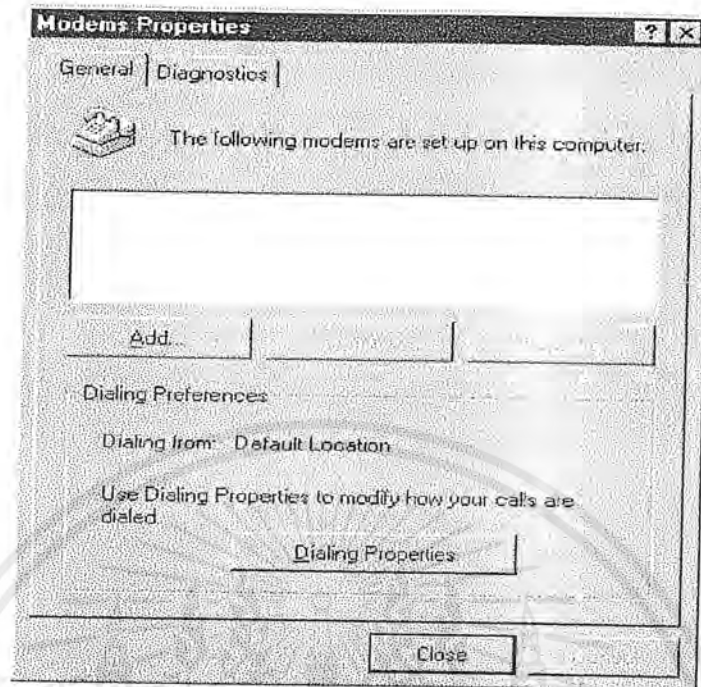 Modems Properties
General Diagnostics
The following modems are set up on this computer:
Add...
Dialing Preferences
Dialing from: Default Location
Use Dialing Properties to modify how your calls are
dialed.
Dialing Properties
Close